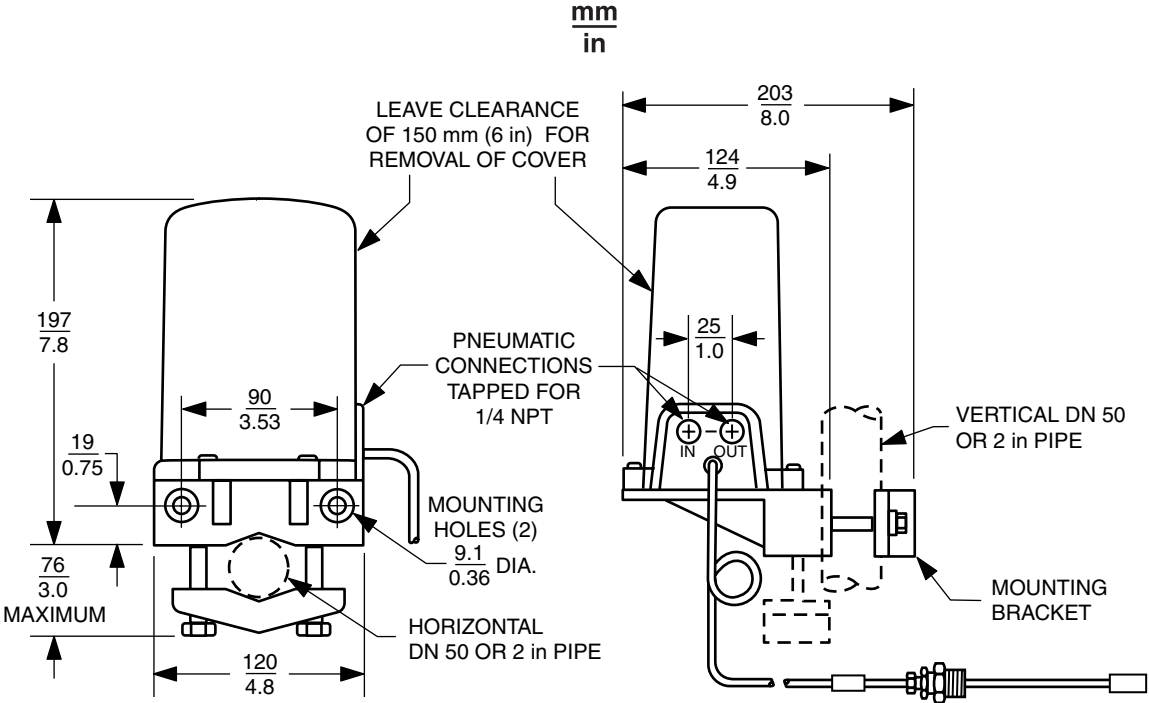 mm
in
LEAVE CLEARANCE
OF 150 mm (6 in) FOR
REMOVAL OF COVER
203
8.0
124
4.9
197
7.8
25
1.0
PNEUMATIC
CONNECTIONS
TAPPED FOR
1/4 NPT
90
3.53
VERTICAL DN 50
OR 2 in PIPE
IN
OUT
19
0.75
MOUNTING
HOLES (2)
9.1
0.36
DIA.
76
3.0
MAXIMUM
MOUNTING
BRACKET
HORIZONTAL
DN 50 OR 2 in PIPE
120
4.8